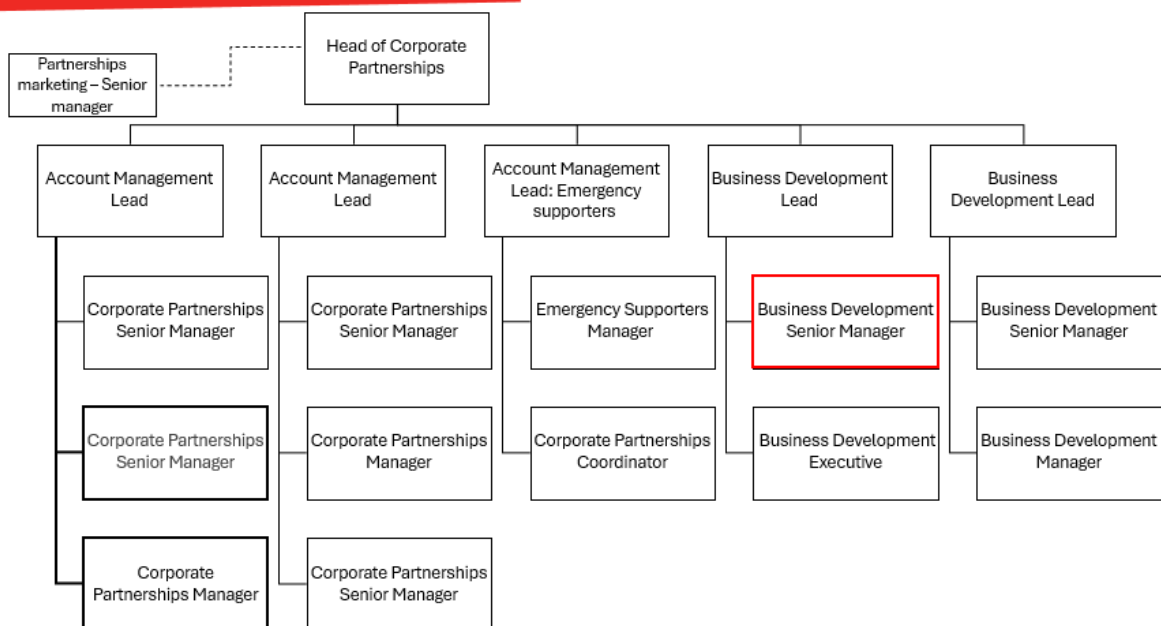 Head of Corporate
Partnerships
Partnerships
marketing – Senior
manager
Account Management
Lead
Account Management
Lead
Account Management
Lead: Emergency
supporters
Business Development
Lead
Business
Development Lead
Corporate Partnerships
Senior Manager
Corporate Partnerships
Senior Manager
Emergency Supporters
Manager
Business Development
Senior Manager
Business Development
Senior Manager
Corporate Partnerships
Senior Manager
Corporate Partnerships
Manager
Corporate Partnerships
Coordinator
Business Development
Executive
Business Development
Manager
Corporate
Partnerships Manager
Corporate Partnerships
Senior Manager